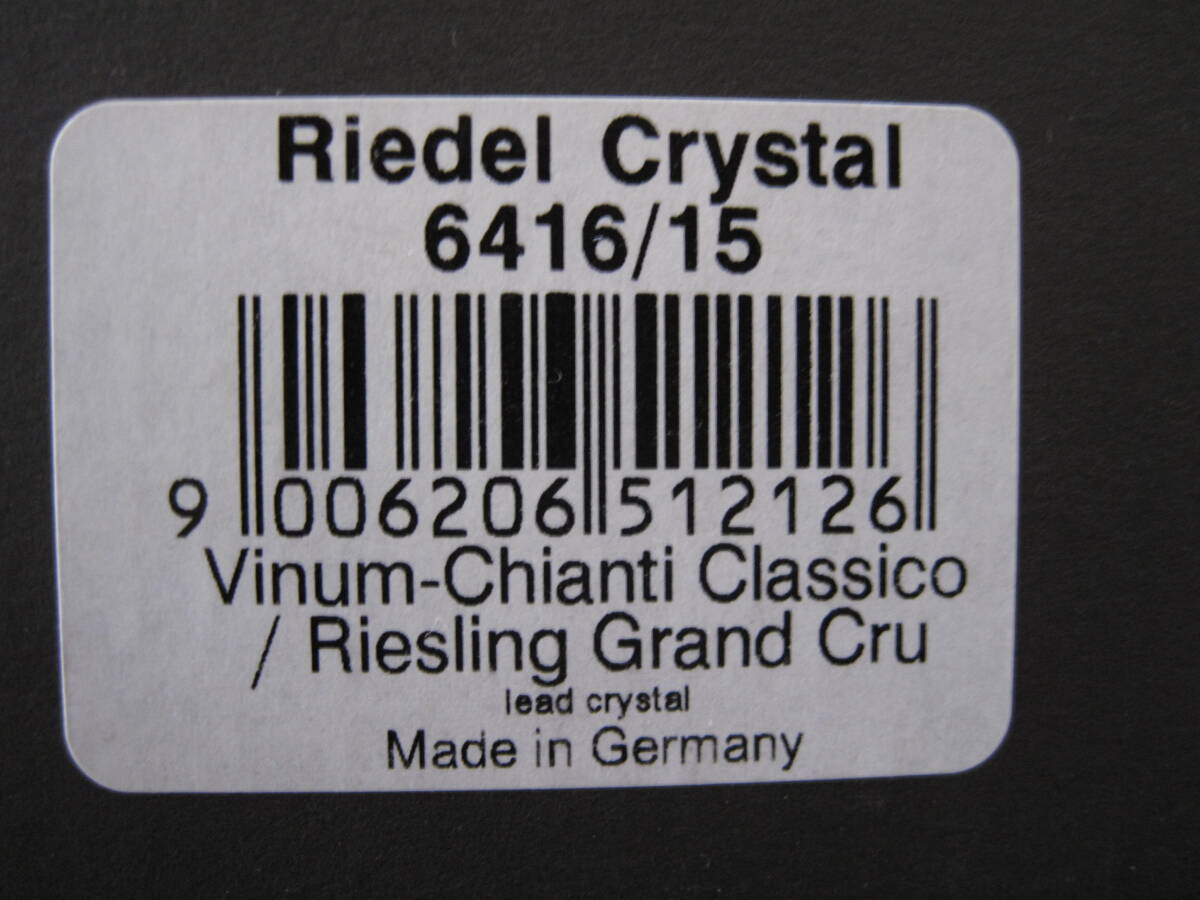 Riedel Crystal
6416/15
9 006206 512126
Vinum-Chianti Classico
/ Riesling Grand Cru
lead crystal
Made in Germany